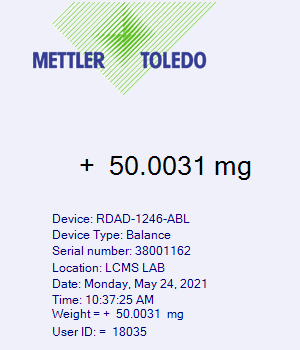 METTLER TOLEDO
+ 50.0031 mg
Device: RDAD-1246-ABL
Device Type: Balance
Serial number: 38001162
Location: LCMS LAB
Date: Monday, May 24, 2021
Time: 10:37:25 AM
Weight = + 50.0031 mg
User ID: = 18035